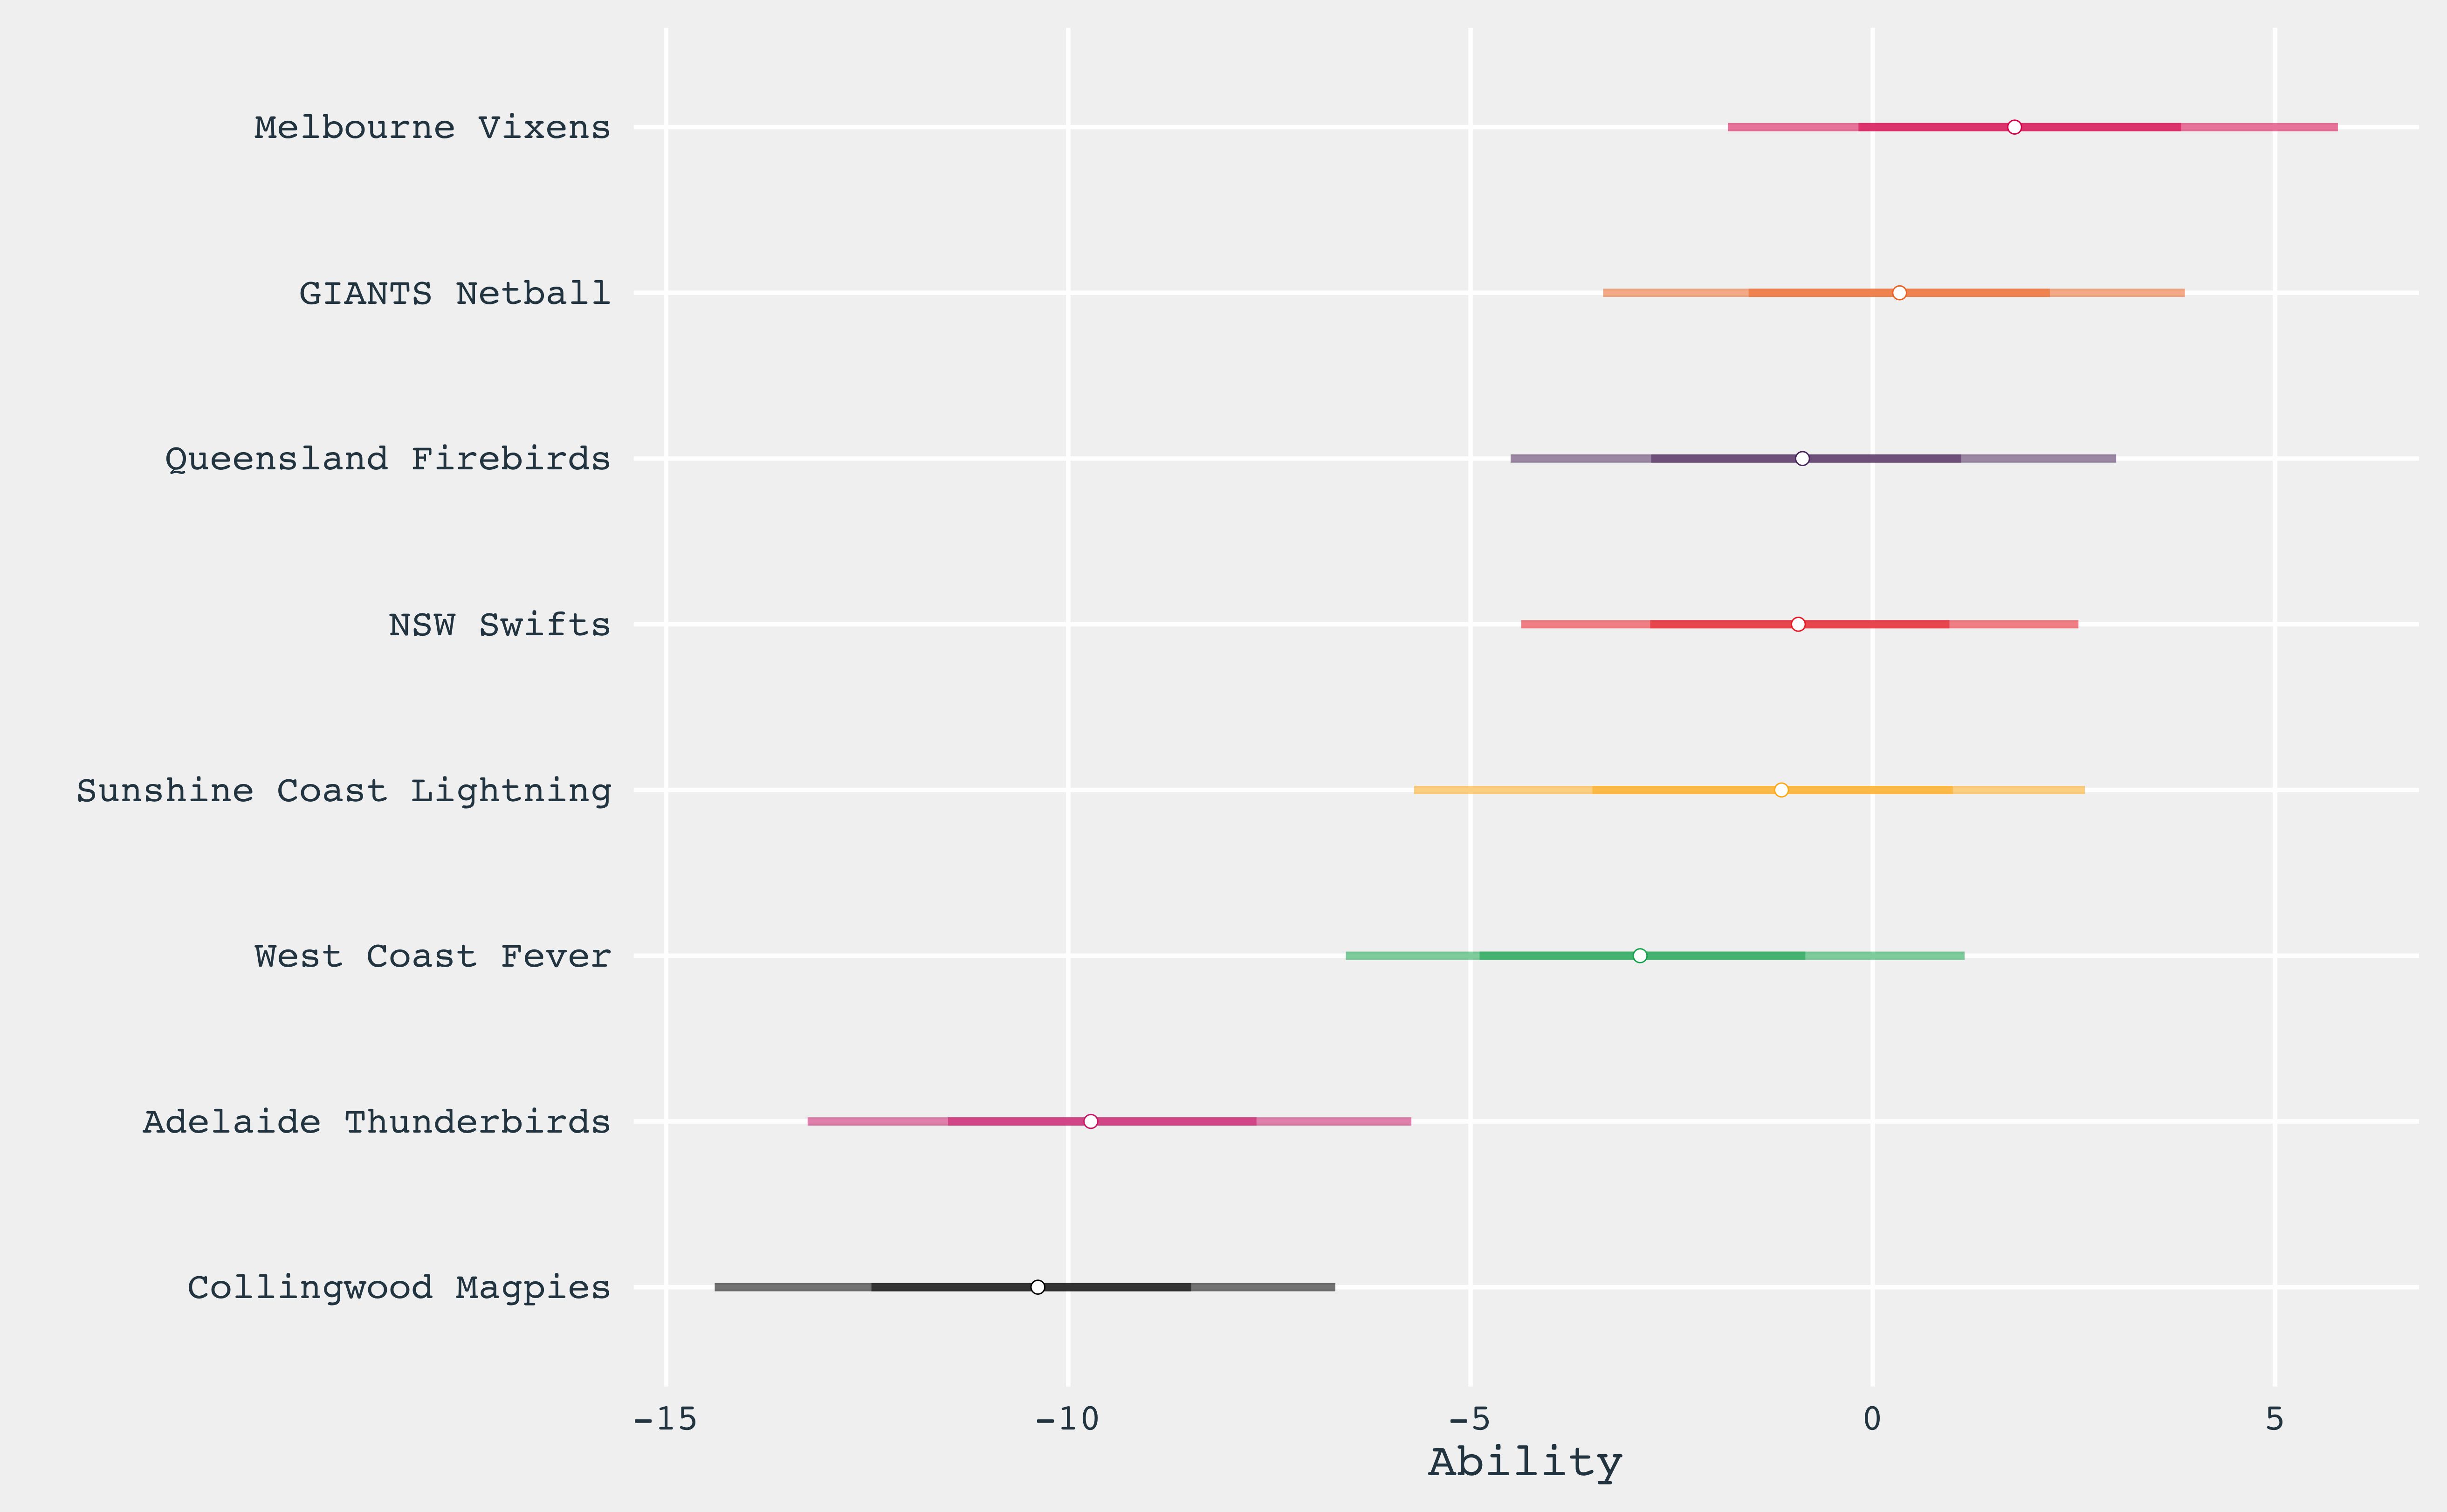 Melbourne Vixens
GIANTS Netball
Queensland Firebirds
NSW Swifts
Sunshine Coast Lightning
West Coast Fever
Adelaide Thunderbirds
Collingwood Magpies
-15 -10 -5 0 5
Ability